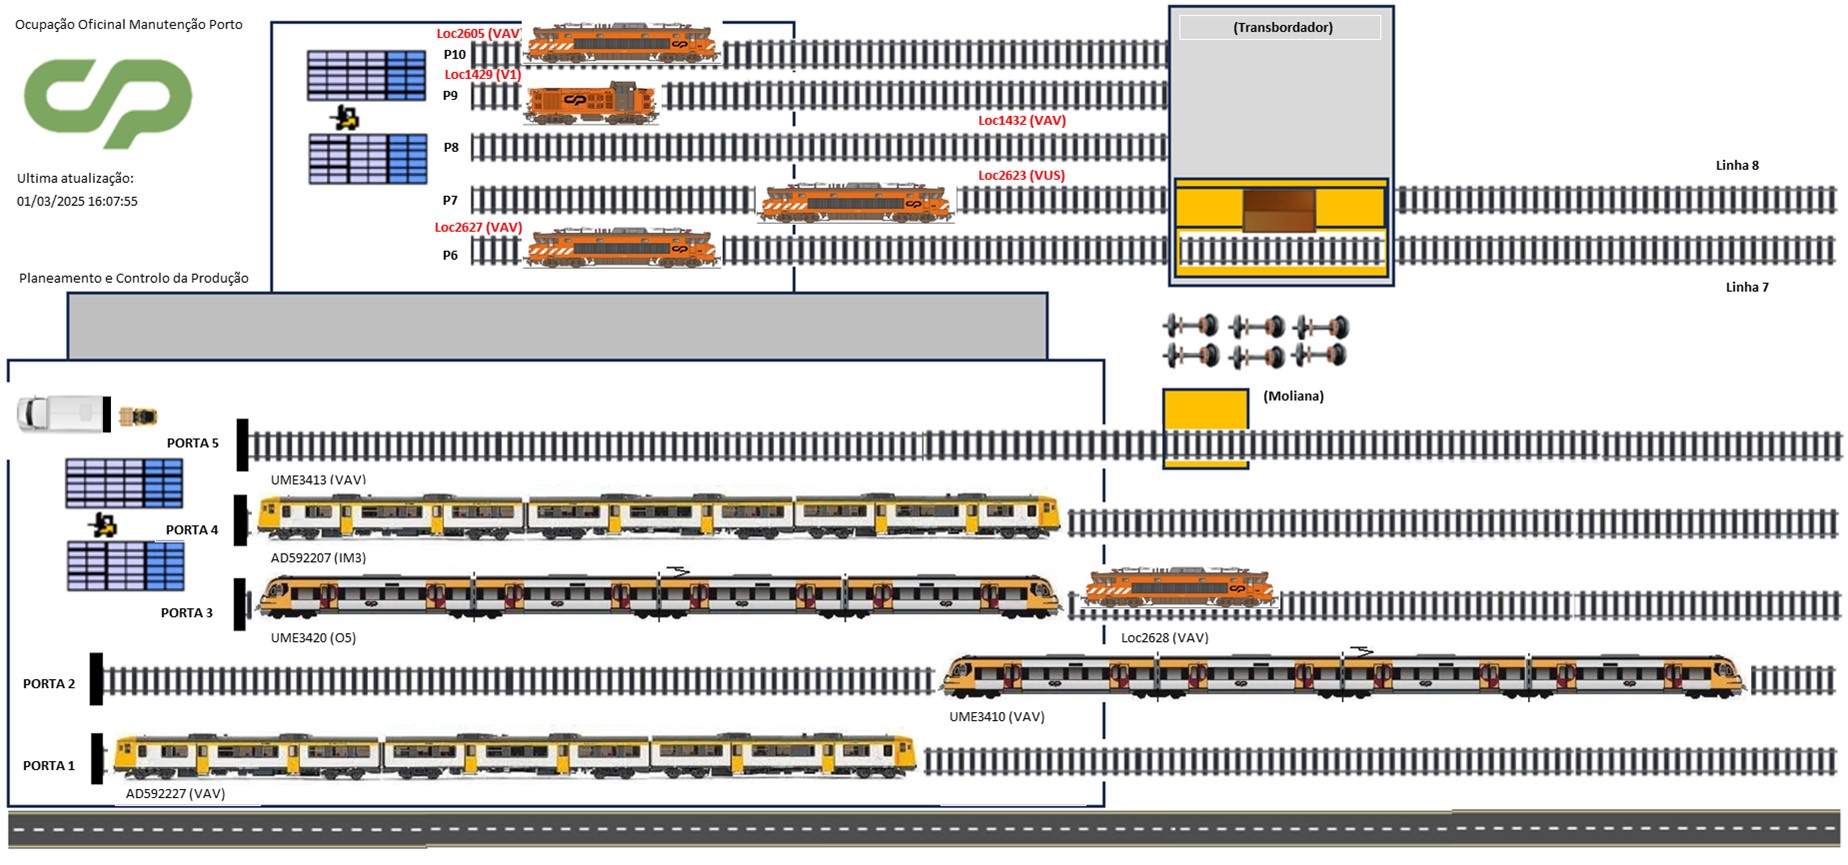 Ocupação Oficinal Manutenção Porto
Loc2605 (VAV)
P10
Loc1429 (V1)
P9
Loc1432 (VAV)
P8
Loc2623 (VUS)
P7
Loc2627 (VAV)
P6
(Transbordador)
Linha 8
Linha 7
Ultima atualização:
01/03/2025 16:07:55
Planeamento e Controlo da Produção
(Moliana)
PORTA 5
UME3413 (VAV)
PORTA 4
AD592207 (IM3)
PORTA 3
UME3420 (O5)
Loc2628 (VAV)
PORTA 2
UME3410 (VAV)
PORTA 1
AD592227 (VAV)